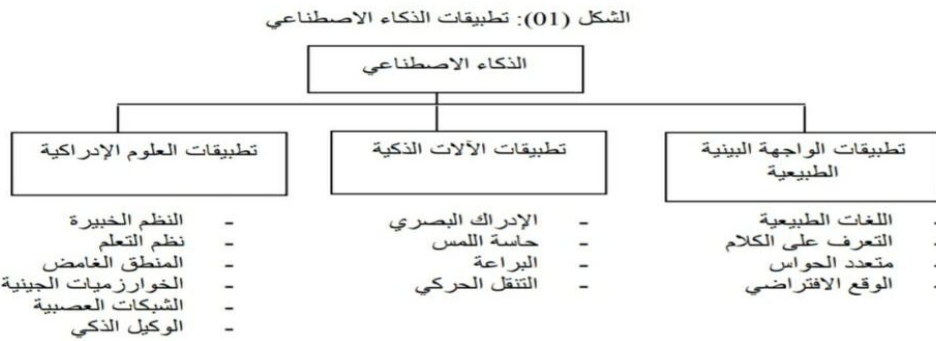 الشكل (01): تطبيقات الذكاء الاصطناعي
الذكاء الاصطناعي
تطبيقات الواجهة البينية
الطبيعية
- اللغات الطبيعية
- التعرف على الكلام
- متعدد الحواس
- الوقع الافتراضي
تطبيقات الآلات الذكية
- الإدراك البصري
- حاسة اللمس
- البراعة
- التنقل الحركي
تطبيقات العلوم الإدراكية
- النظم الخبيرة
- نظم التعلم
- المنطق الغامض
- الخوارزميات الجينية
- الشبكات العصبية
- الوكيل الذكي